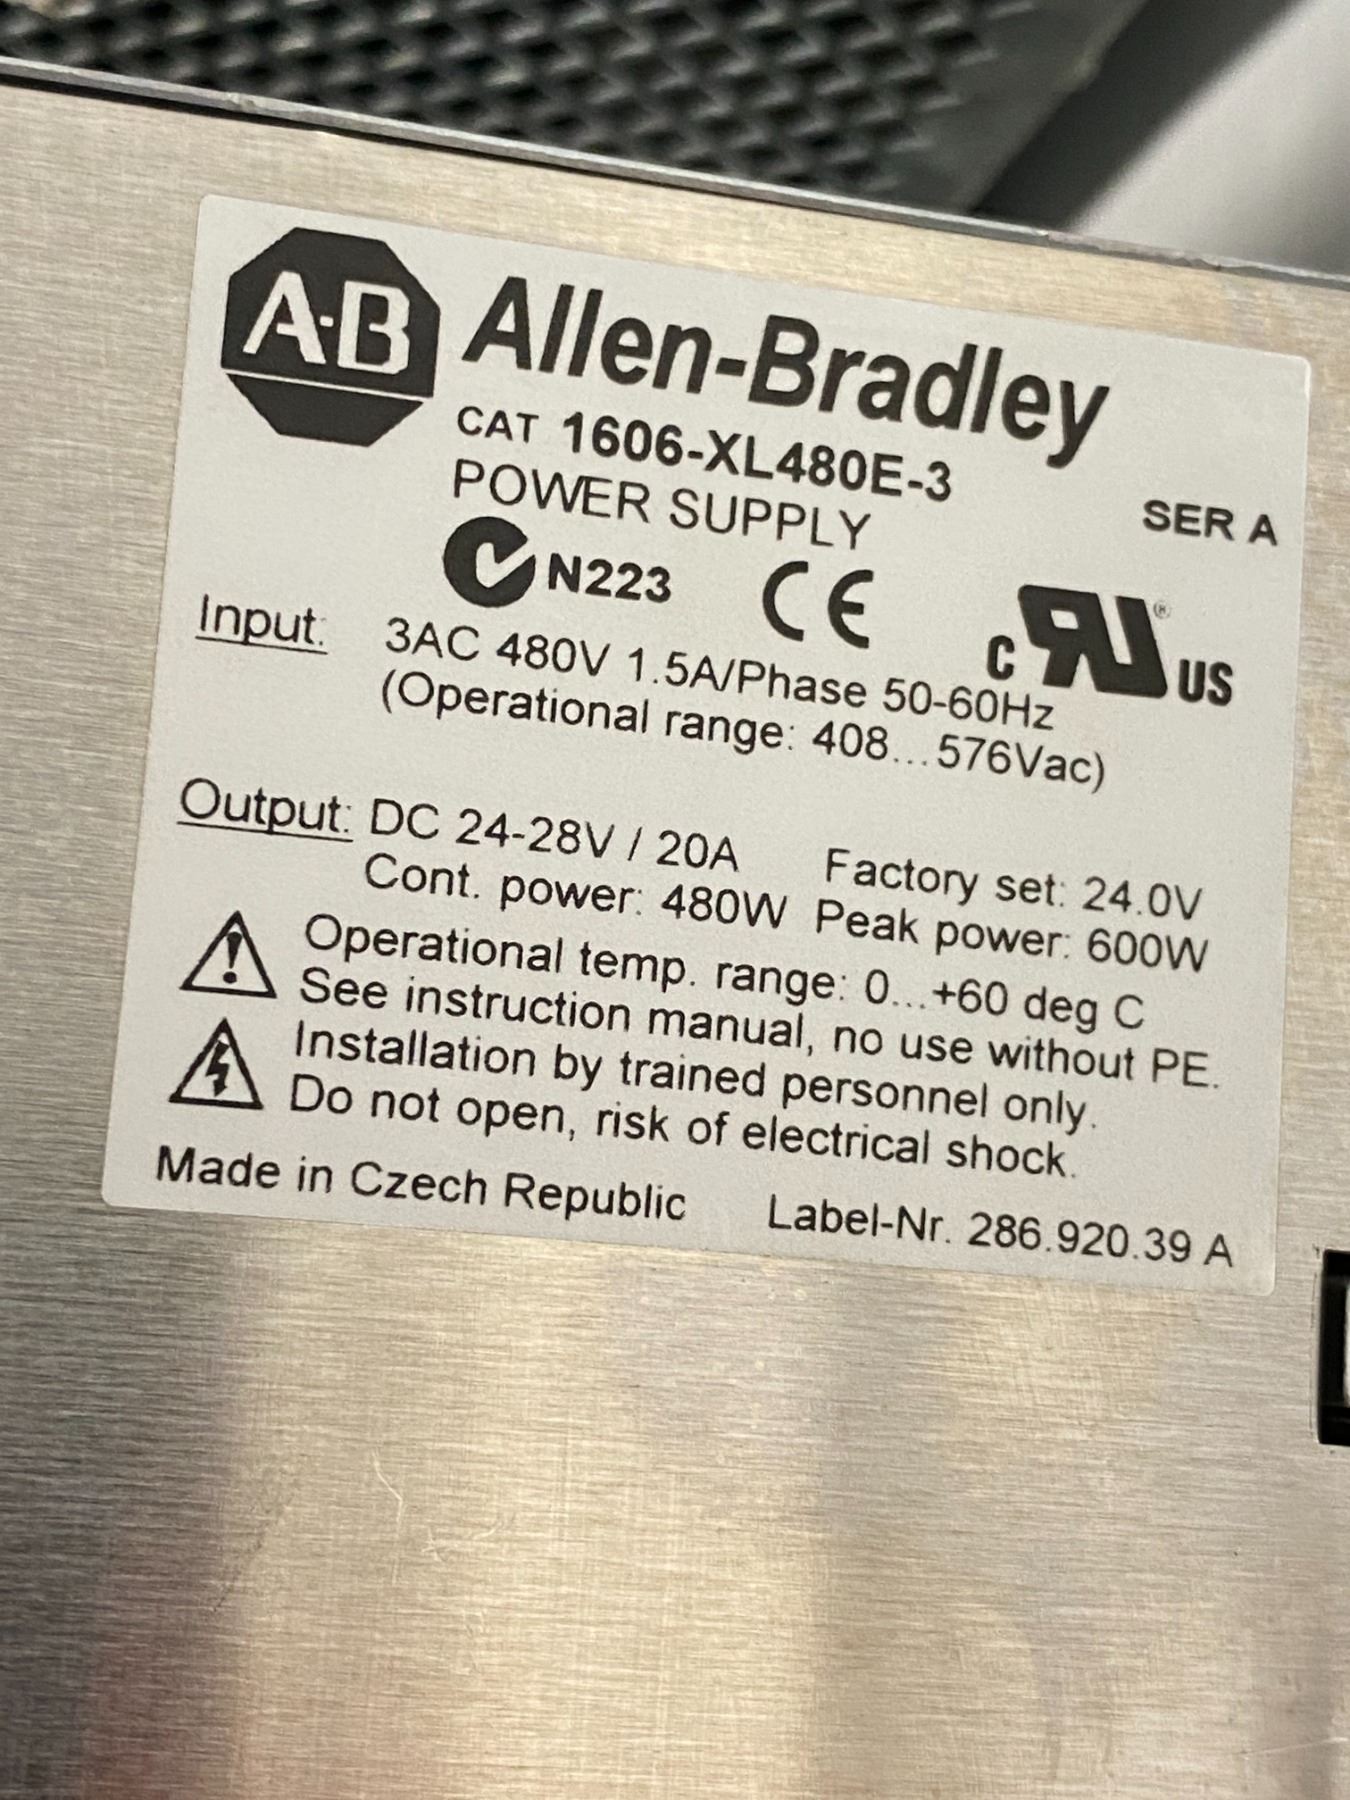 A-B Allen-Bradley
CAT 1606-XL480E-3
SER A
POWER SUPPLY
N223 CE c RU ® US
Input: 3AC 480V 1.5A/Phase 50-60Hz
(Operational range: 408...576Vac)
Output: DC 24-28V / 20A Factory set: 24.0V
Cont. power: 480W Peak power: 600W
Operational temp. range: 0...+60 deg C
See instruction manual, no use without PE.
Installation by trained personnel only.
Do not open, risk of electrical shock.
Made in Czech Republic Label-Nr. 286.920.39 A